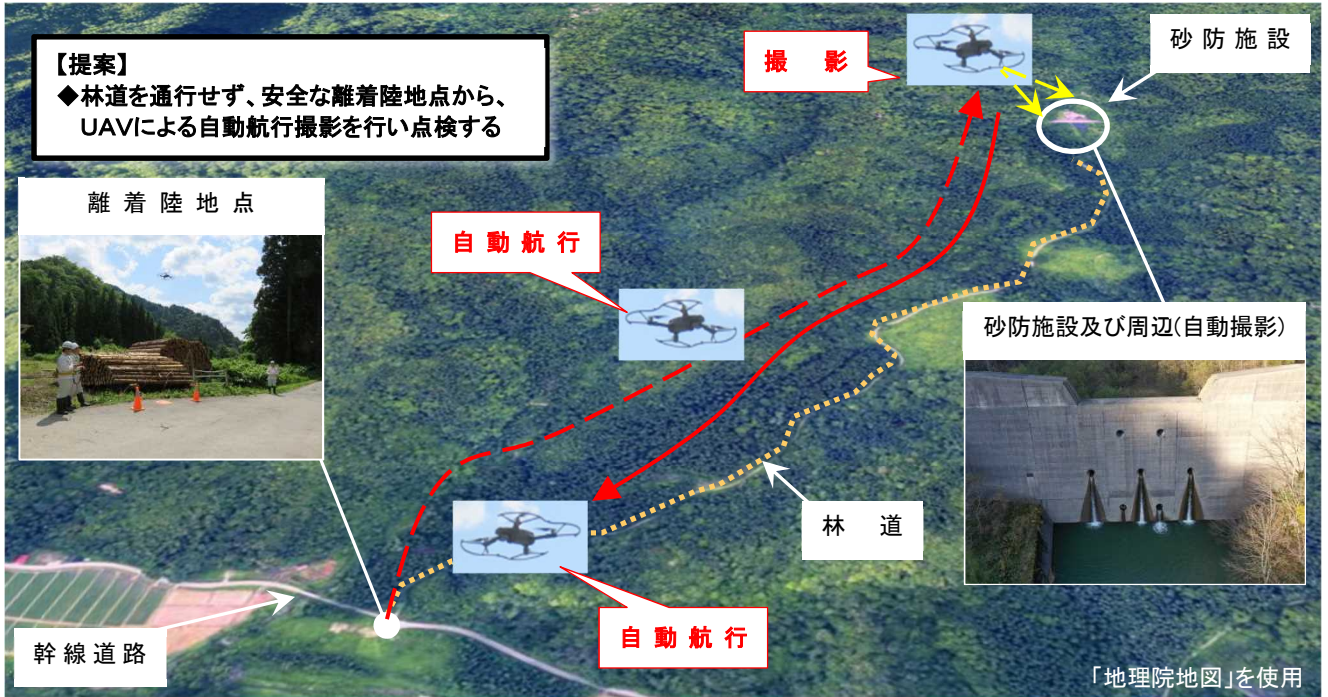 【提案】
◆林道を通行せず、安全な離着陸地点から、
UAVによる自動航行撮影を行い点検する
撮 影
砂防施設
離着陸地点
自動航行
砂防施設及び周辺(自動撮影)
林 道
自動航行
幹線道路
「地理院地図」を使用